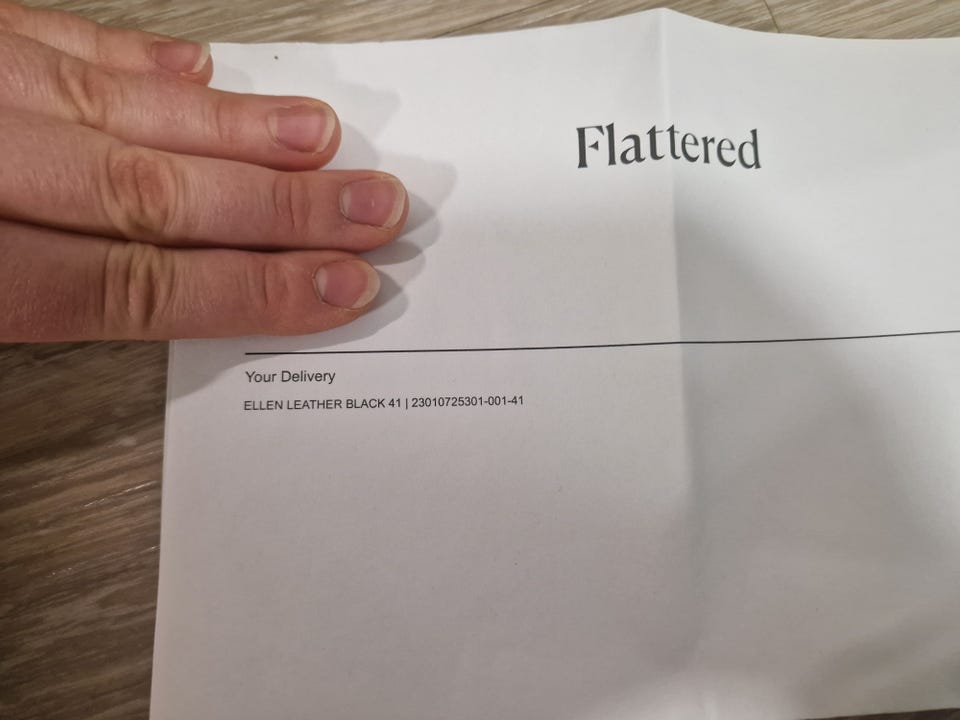 Flattered
Your Delivery
ELLEN LEATHER BLACK 41 | 23010725301-001-41